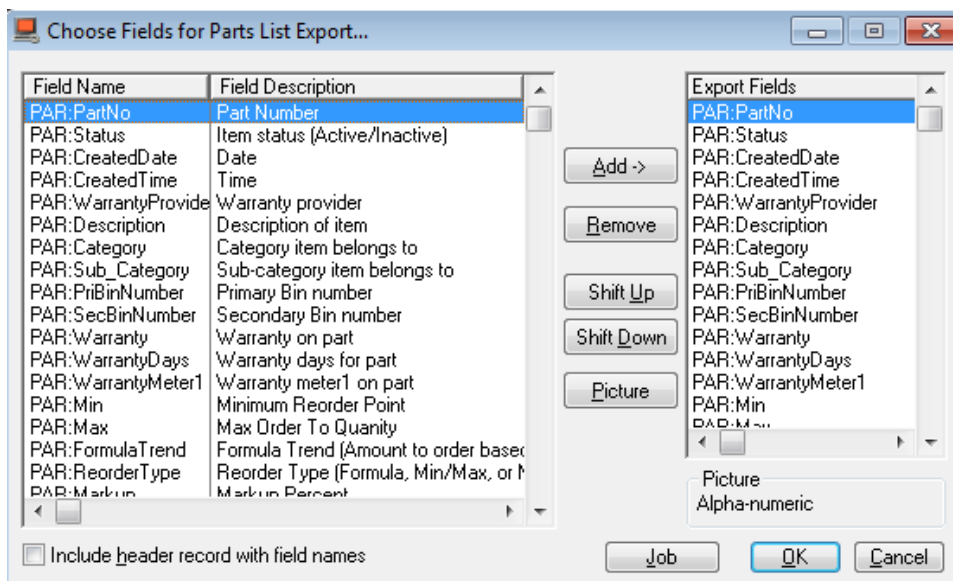 Choose Fields for Parts List Export...
Field Name Field Description
PAR:PartNo Part Number
PAR:Status Item status (Active/Inactive)
PAR:CreatedDate Date
PAR:CreatedTime Time
PAR:WarrantyProvide Warranty provider
PAR:Description Description of item
PAR:Category Category item belongs to
PAR:Sub_Category Sub-category item belongs to
PAR:PriBinNumber Primary Bin number
PAR:SecBinNumber Secondary Bin number
PAR:Warranty Warranty on part
PAR:WarrantyDays Warranty days for part
PAR:WarrantyMeter1 Warranty meter1 on part
PAR:Min Minimum Reorder Point
PAR:Max Max Order To Quanity
PAR:FormulaTrend Formula Trend (Amount to order based
PAR:ReorderType Reorder Type (Formula, Min/Max, or N
PAR:Markup Markup Percent
Add ->
Remove
Shift Up
Shift Down
Picture
Export Fields
PAR:PartNo
PAR:Status
PAR:CreatedDate
PAR:CreatedTime
PAR:WarrantyProvider
PAR:Description
PAR:Category
PAR:Sub_Category
PAR:PriBinNumber
PAR:SecBinNumber
PAR:Warranty
PAR:WarrantyDays
PAR:WarrantyMeter1
PAR:Min
PAR:Max
Picture
Alpha-numeric
Include header record with field names
Job OK Cancel